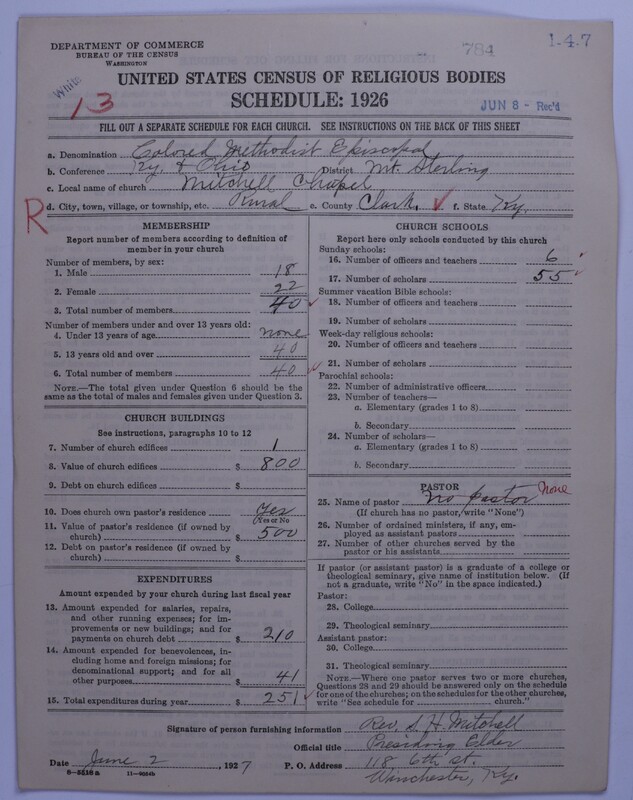 DEPARTMENT OF COMMERCE
BUREAU OF THE CENSUS
WASHINGTON
784
1-4-7
White
13
UNITED STATES CENSUS OF RELIGIOUS BODIES
SCHEDULE: 1926
JUN 8 - Rec'd
FILL OUT A SEPARATE SCHEDULE FOR EACH CHURCH. SEE INSTRUCTIONS ON THE BACK OF THIS SHEET
a. Denomination Colored Methodist Episcopal
b. Conference Ky. & Ohio District Mt. Sterling
c. Local name of church Mitchell Chapel
R
d. City, town, village, or township, etc. Rural e. County Clark. f. State Ky.
MEMBERSHIP
Report number of members according to definition of
member in your church
Number of members, by sex:
1. Male 18
2. Female 22
3. Total number of members 40
Number of members under and over 13 years old:
4. Under 13 years of age none
5. 13 years old and over 40
6. Total number of members 40
NOTE.—The total given under Question 6 should be the
same as the total of males and females given under Question 3.
CHURCH BUILDINGS
See instructions, paragraphs 10 to 12
7. Number of church edifices 1
8. Value of church edifices $ 800
9. Debt on church edifices $
10. Does church own pastor's residence Yes
(Yes or No)
11. Value of pastor's residence (if owned by
church) $ 500
12. Debt on pastor's residence (if owned by
church) $
EXPENDITURES
Amount expended by your church during last fiscal year
13. Amount expended for salaries, repairs,
and other running expenses; for im-
provements or new buildings; and for
payments on church debt $ 210
14. Amount expended for benevolences, in-
cluding home and foreign missions; for
denominational support; and for all
other purposes $ 41
15. Total expenditures during year $ 251
CHURCH SCHOOLS
Report here only schools conducted by this church
Sunday schools:
16. Number of officers and teachers 6
17. Number of scholars 55
Summer vacation Bible schools:
18. Number of officers and teachers
19. Number of scholars
Week-day religious schools:
20. Number of officers and teachers
21. Number of scholars
Parochial schools:
22. Number of administrative officers
23. Number of teachers—
a. Elementary (grades 1 to 8)
b. Secondary
24. Number of scholars—
a. Elementary (grades 1 to 8)
b. Secondary
PASTOR
25. Name of pastor no pastor None
(If church has no pastor, write "None")
26. Number of ordained ministers, if any, em-
ployed as assistant pastors
27. Number of other churches served by the
pastor or his assistants
If pastor (or assistant pastor) is a graduate of a college or
theological seminary, give name of institution below. (If
not a graduate, write "No" in the space indicated.)
Pastor:
28. College
29. Theological seminary
Assistant pastor:
30. College
31. Theological seminary
NOTE.—Where one pastor serves two or more churches,
Questions 28 and 29 should be answered only on the schedule
for one of the churches; on the schedules for the other churches,
write "See schedule for church."
Signature of person furnishing information Rev. S. H. Mitchell
Official title Presiding Elder
Date June 2, 1927 P. O. Address 118 6th st.
Winchester, Ky.